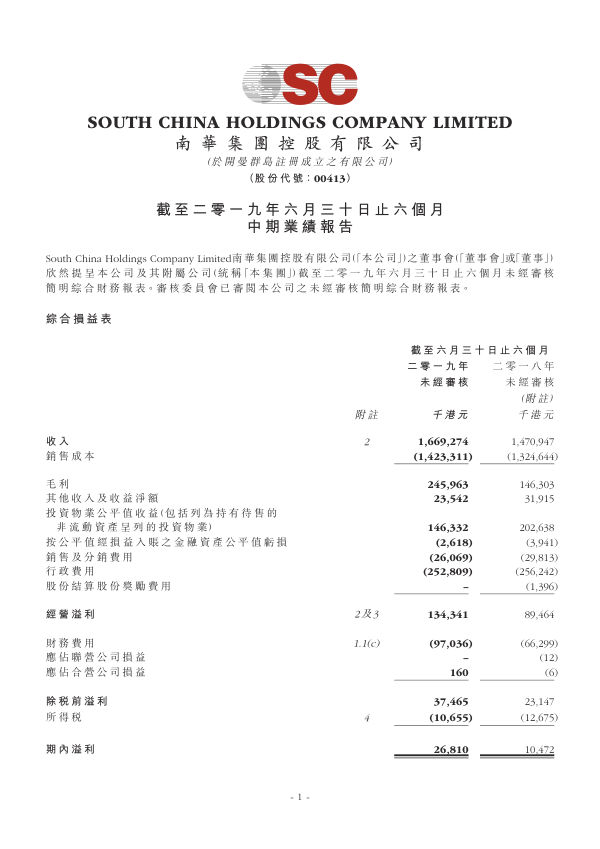 SC
SOUTH CHINA HOLDINGS COMPANY LIMITED
南華集團控股有限公司
(於開曼群島註冊成立之有限公司)
(股份代號：00413)
截至二零一九年六月三十日止六個月
中期業績報告
South China Holdings Company Limited南華集團控股有限公司(「本公司」)之董事會(「董事會」或「董事」)
欣然提呈本公司及其附屬公司(統稱「本集團」)截至二零一九年六月三十日止六個月未經審核
簡明綜合財務報表。審核委員會已審閱本公司之未經審核簡明綜合財務報表。
綜合損益表
截至六月三十日止六個月
二零一九年 二零一八年
未經審核 未經審核
(附註)
附註 千港元 千港元
收入 2 1,669,274 1,470,947
銷售成本 (1,423,311) (1,324,644)
毛利 245,963 146,303
其他收入及收益淨額 23,542 31,915
投資物業公平值收益(包括列為持有待售的
非流動資產呈列的投資物業) 146,332 202,638
按公平值經損益入賬之金融資產公平值虧損 (2,618) (3,941)
銷售及分銷費用 (26,069) (29,813)
行政費用 (252,809) (256,242)
股份結算股份獎勵費用 – (1,396)
經營溢利 2及3 134,341 89,464
財務費用 1.1(c) (97,036) (66,299)
應佔聯營公司損益 – (12)
應佔合營公司損益 160 (6)
除稅前溢利 37,465 23,147
所得稅 4 (10,655) (12,675)
期內溢利 26,810 10,472
- 1 -